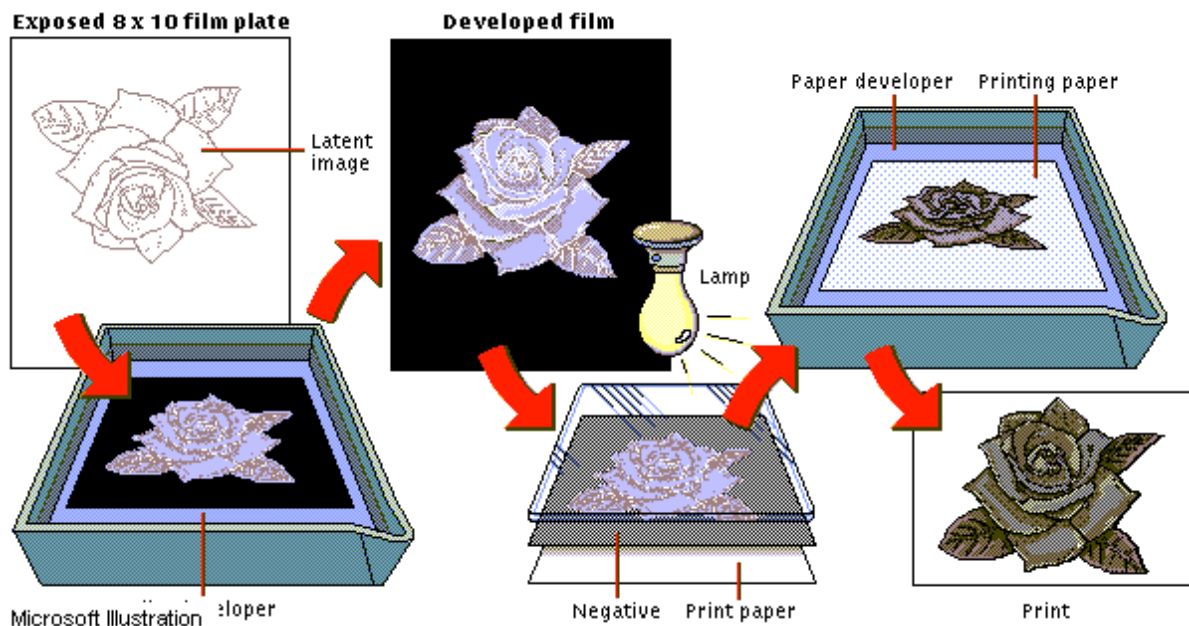 Exposed 8 x 10 film plate
Developed film
Paper developer
Printing paper
Latent
image
Lamp
Microsoft Illustration
Negative
Print paper
Print